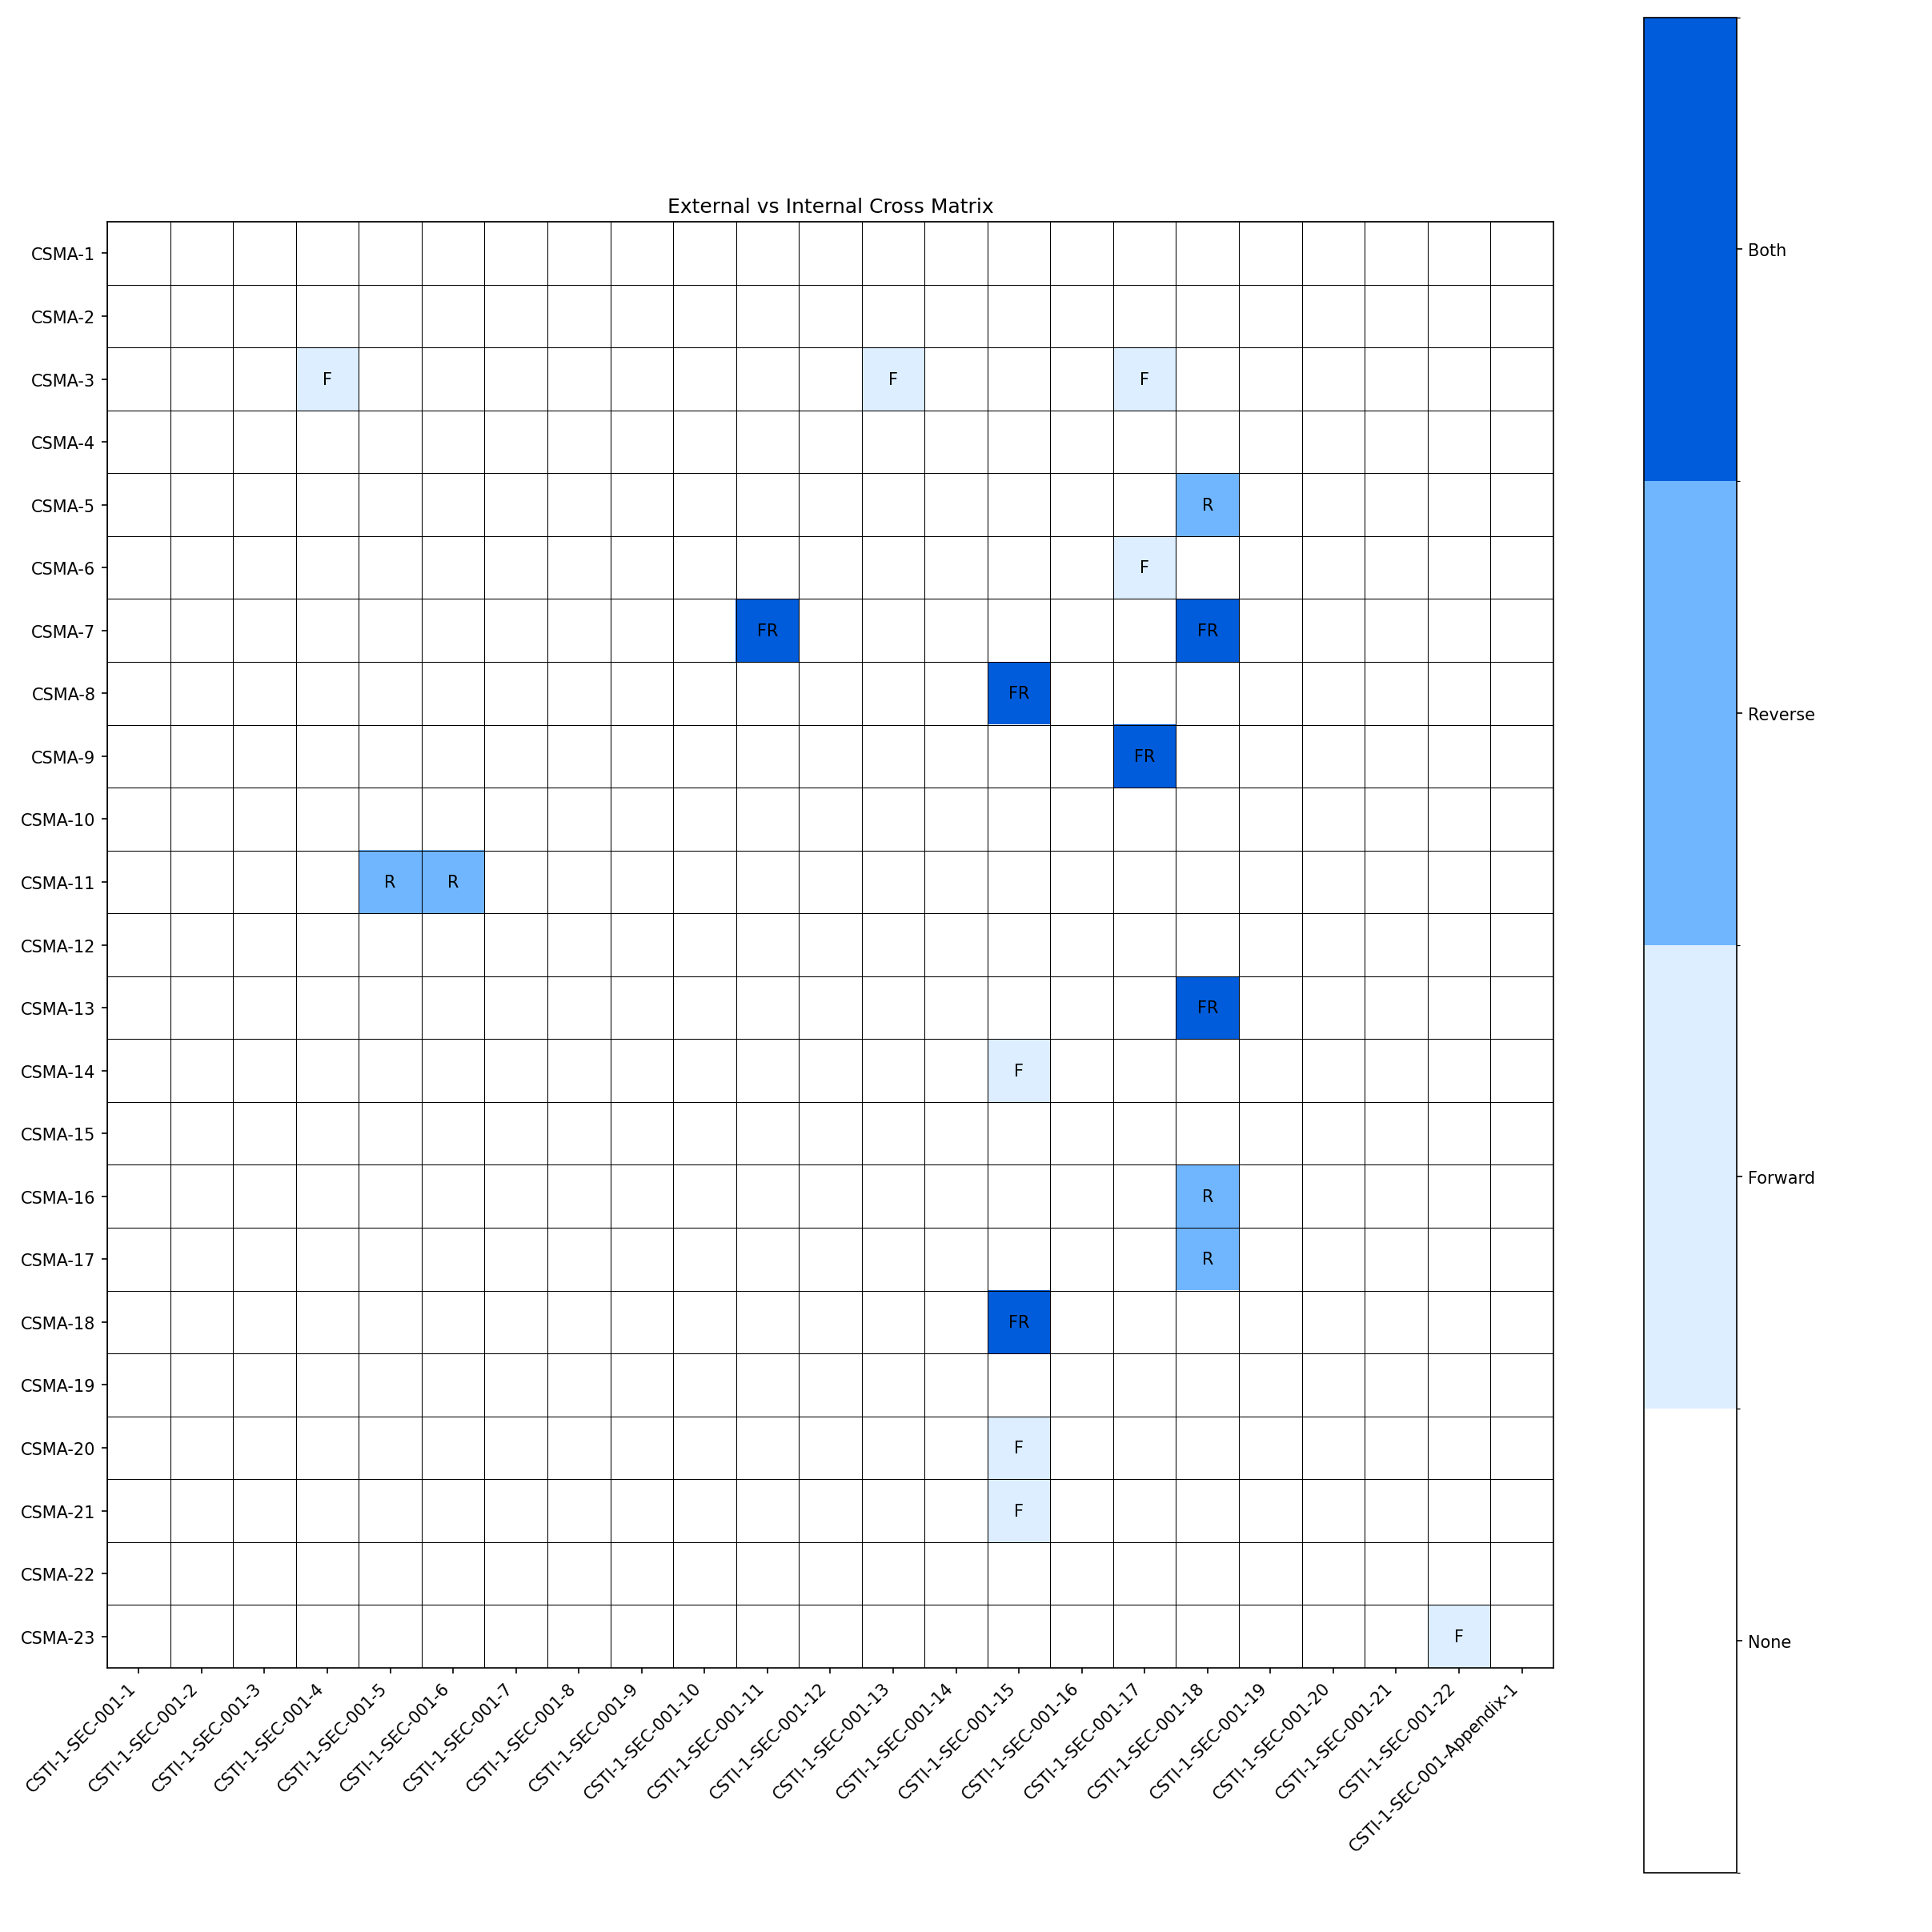 External vs Internal Cross Matrix
CSMA-1
CSMA-2
CSMA-3 F F F
CSMA-4
CSMA-5 R
CSMA-6 F
CSMA-7 FR FR
CSMA-8 FR
CSMA-9 FR
CSMA-10
CSMA-11 R R
CSMA-12
CSMA-13 FR
CSMA-14 F
CSMA-15
CSMA-16 R
CSMA-17 R
CSMA-18 FR
CSMA-19
CSMA-20 F
CSMA-21 F
CSMA-22
CSMA-23 F
CSTI-1-SEC-001-1
CSTI-1-SEC-001-2
CSTI-1-SEC-001-3
CSTI-1-SEC-001-4
CSTI-1-SEC-001-5
CSTI-1-SEC-001-6
CSTI-1-SEC-001-7
CSTI-1-SEC-001-8
CSTI-1-SEC-001-9
CSTI-1-SEC-001-10
CSTI-1-SEC-001-11
CSTI-1-SEC-001-12
CSTI-1-SEC-001-13
CSTI-1-SEC-001-14
CSTI-1-SEC-001-15
CSTI-1-SEC-001-16
CSTI-1-SEC-001-17
CSTI-1-SEC-001-18
CSTI-1-SEC-001-19
CSTI-1-SEC-001-20
CSTI-1-SEC-001-21
CSTI-1-SEC-001-22
CSTI-1-SEC-001-Appendix-1
Both
Reverse
Forward
None